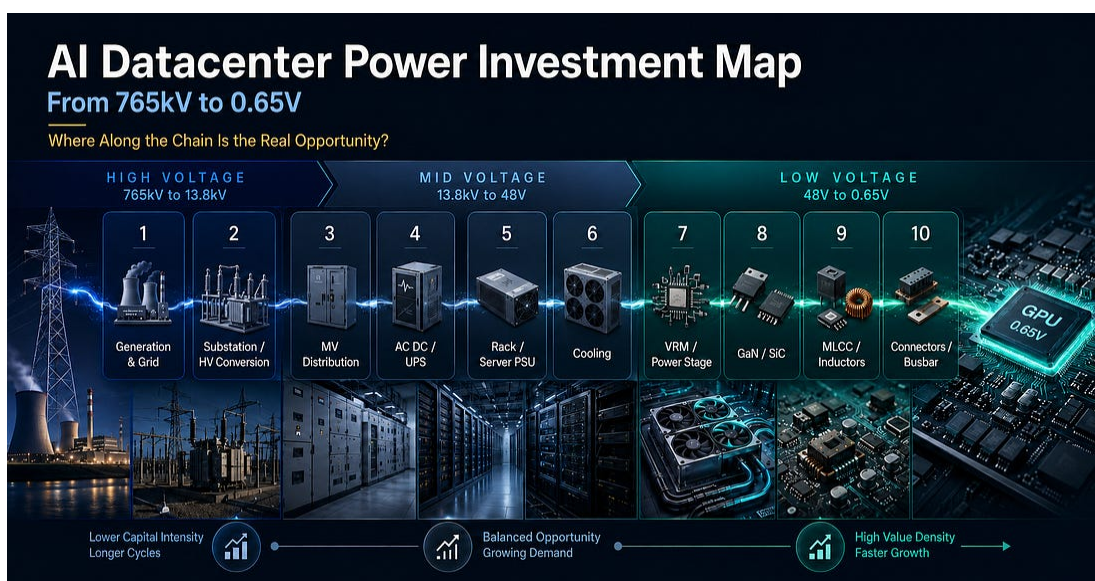 AI Datacenter Power Investment Map
From 765kV to 0.65V
Where Along the Chain Is the Real Opportunity?
HIGH VOLTAGE
765kV to 13.8kV
MID VOLTAGE
13.8kV to 48V
LOW VOLTAGE
48V to 0.65V
1
Generation
& Grid
2
Substation /
HV Conversion
3
MV
Distribution
4
AC DC /
UPS
5
Rack /
Server PSU
6
Cooling
7
VRM /
Power Stage
8
GaN / SiC
9
MLCC /
Inductors
10
Connectors /
Busbar
GPU
0.65V
Lower Capital Intensity
Longer Cycles
Balanced Opportunity
Growing Demand
High Value Density
Faster Growth